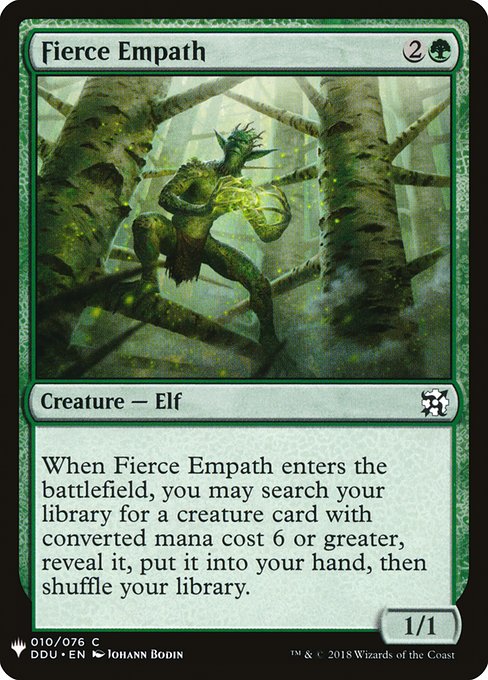 Fierce Empath 2
Creature — Elf
When Fierce Empath enters the
battlefield, you may search your
library for a creature card with
converted mana cost 6 or greater,
reveal it, put it into your hand, then
shuffle your library.
1/1
010/076 C
DDU • EN Johann Bodin
™ & © 2018 Wizards of the Coast